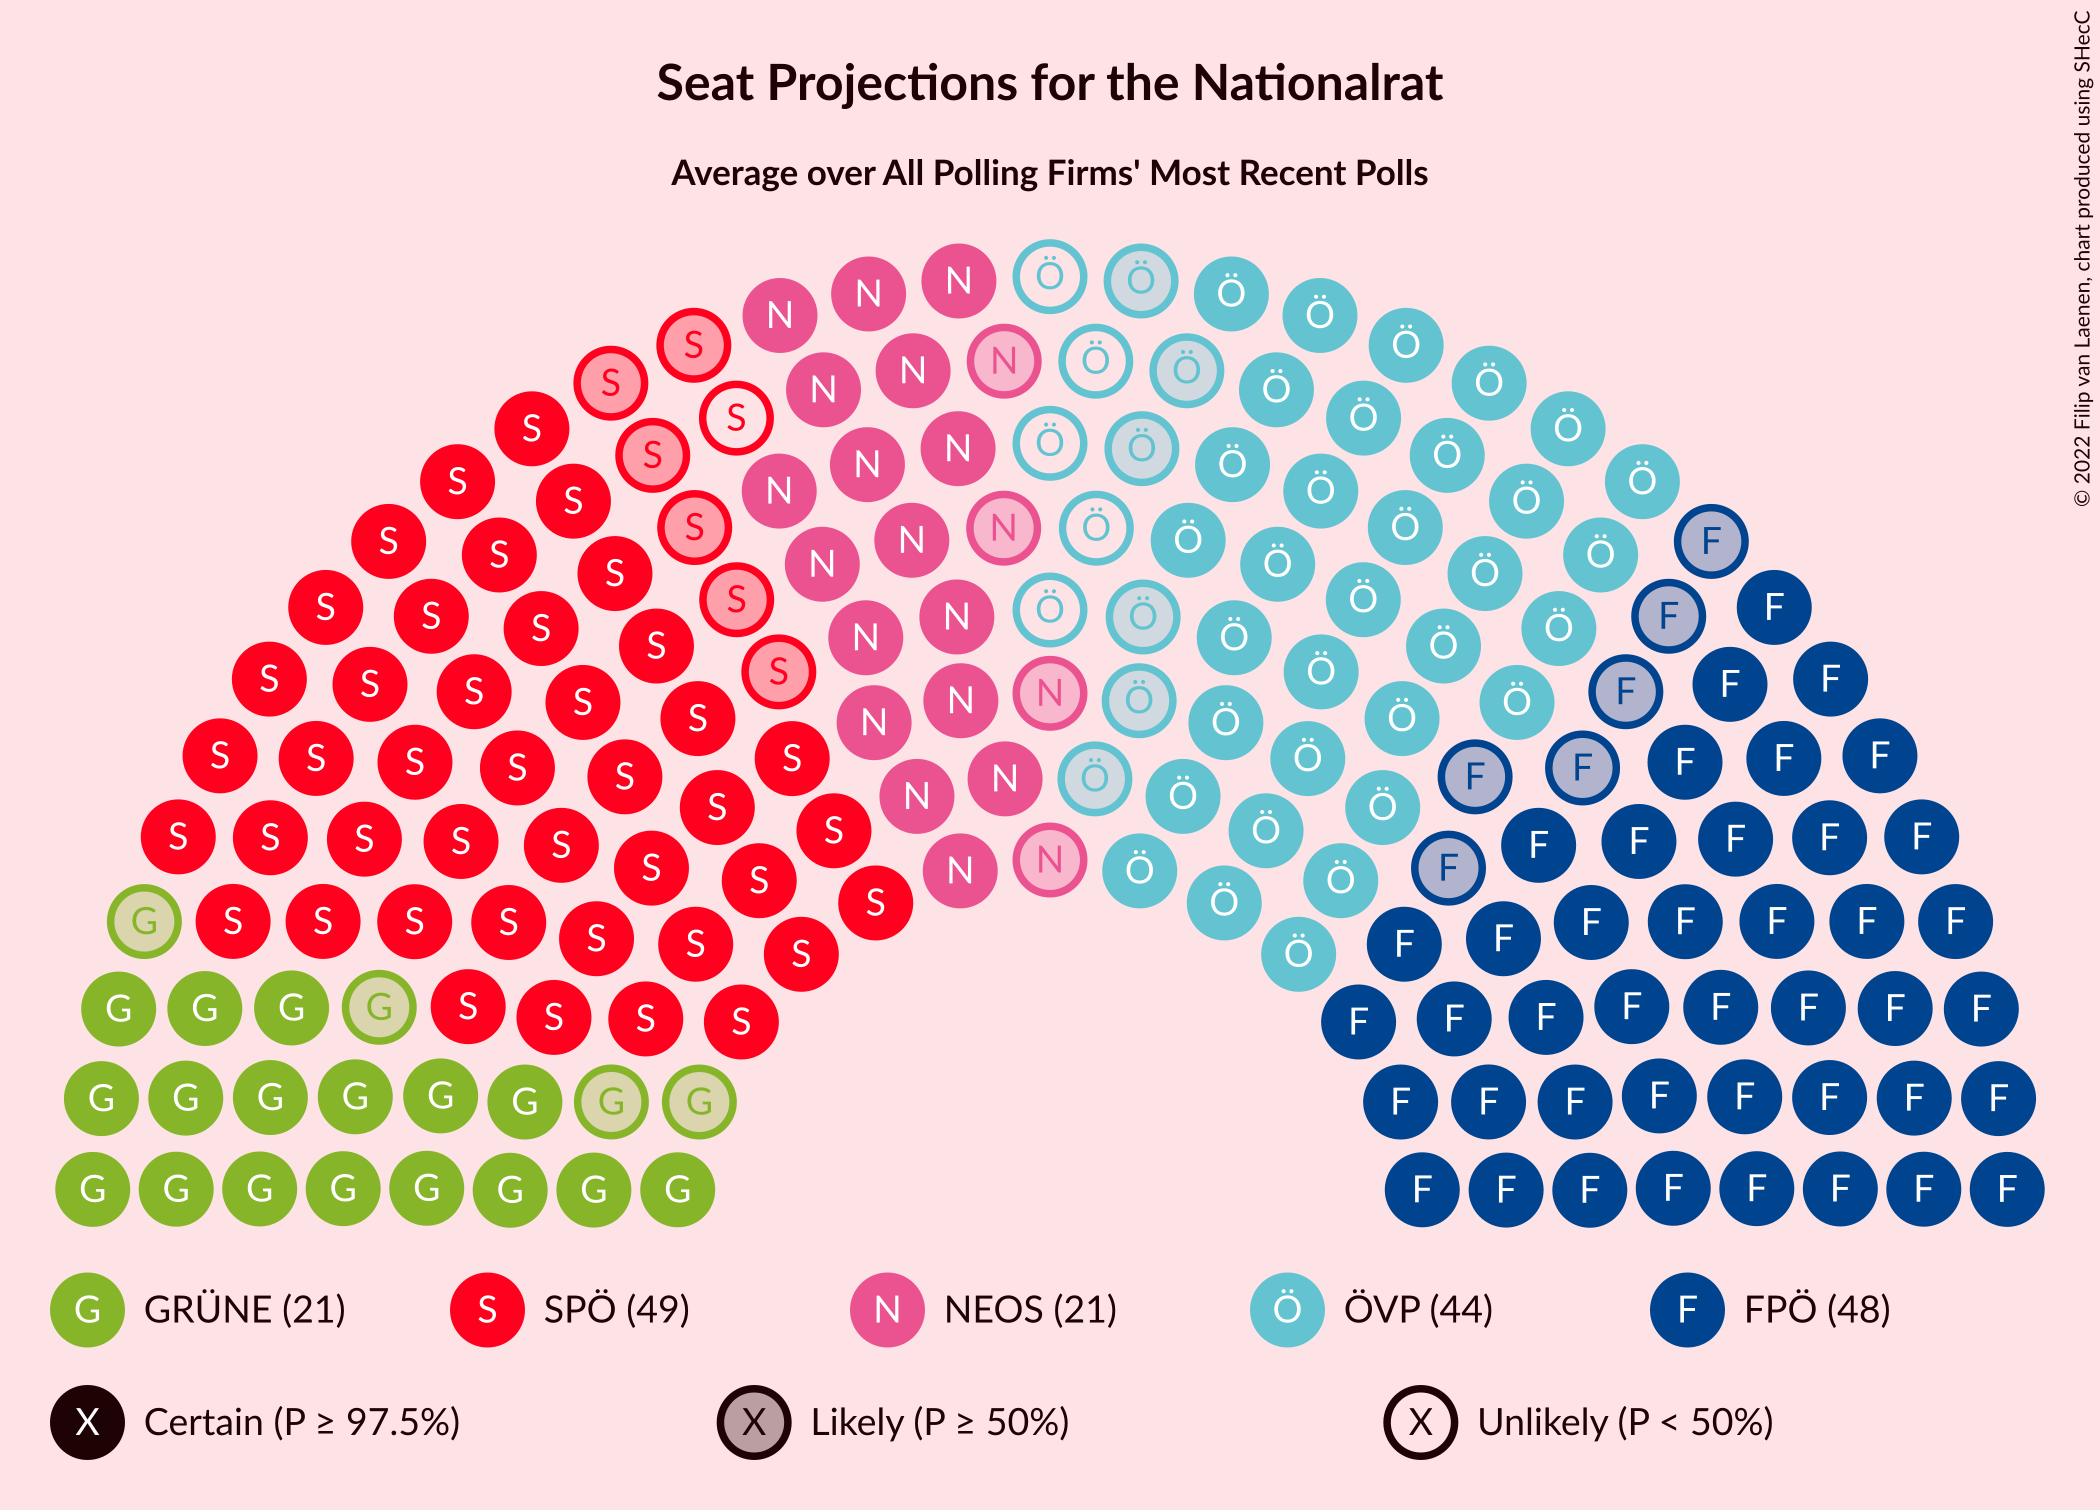 © 2022 Filip van Laenen, chart produced using SHecC
Seat Projections for the Nationalrat
Average over All Polling Firms' Most Recent Polls
N N Ö Ö Ö
N Ö
S Ö
N Ö
N Ö
S Ö
N Ö
S Ö
S Ö
N Ö Ö
S Ö
N Ö
S Ö
N Ö
S Ö
S N Ö Ö
S N Ö F
S Ö
N Ö
S Ö
S Ö
S N Ö Ö F
S F
S Ö
N Ö
S Ö
S Ö
S F
S F
S N F
S N Ö Ö
S N Ö Ö
S S S S S S Ö F F F F F
N Ö
N Ö
S Ö
S Ö
S S S S S F F F F F
S N N Ö F
S Ö
S Ö
G S S S S F F F F F
S S F F
S Ö
G G G G S S S S F F F F F F F F
G G G G G G G G F F F F F F F F
G G G G G G G G F F F F F F F F
G GRÜNE (21) S SPÖ (49) N NEOS (21) Ö ÖVP (44) F FPÖ (48)
X Certain (P ≥ 97.5%) X Likely (P ≥ 50%) X Unlikely (P < 50%)